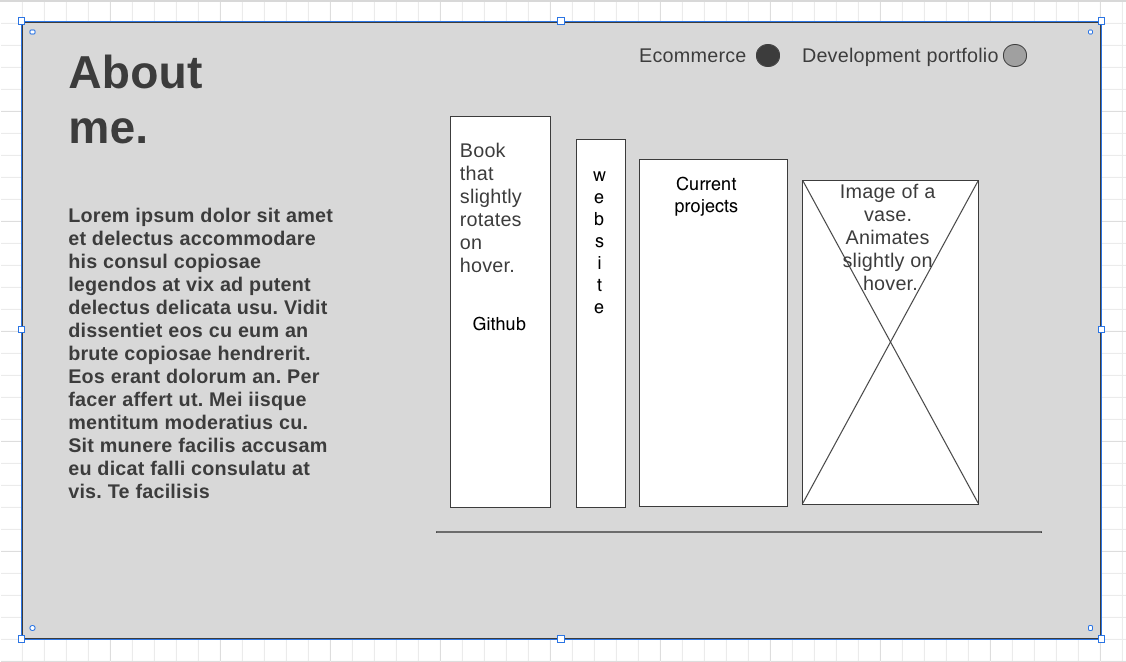 About
me.
Ecommerce
Development portfolio
Lorem ipsum dolor sit amet
et delectus accommodare
his consul copiosae
legendos at vix ad putent
delectus delicata usu. Vidit
dissentiet eos cu eum an
brute copiosae hendrerit.
Eos erant dolorum an. Per
facer affert ut. Mei iisque
mentitum moderatius cu.
Sit munere facilis accusam
eu dicat falli consulatu at
vis. Te facilisis
Book
that
slightly
rotates
on
hover.
Github
w
e
b
s
i
t
e
Current
projects
Image of a
vase.
Animates
slightly on
hover.